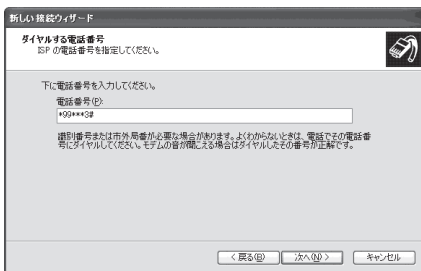 新しい接続ウィザード
ダイヤルする電話番号
ISP の電話番号を指定してください。
下に電話番号を入力してください。
電話番号(P):
*99***3#
識別番号または市外局番が必要な場合があります。よくわからないときは、電話でその電話番
号にダイヤルしてください。モデムの音が聞こえる場合はダイヤルしたその番号が正解です。
< 戻る(B)
次へ(N) >
キャンセル